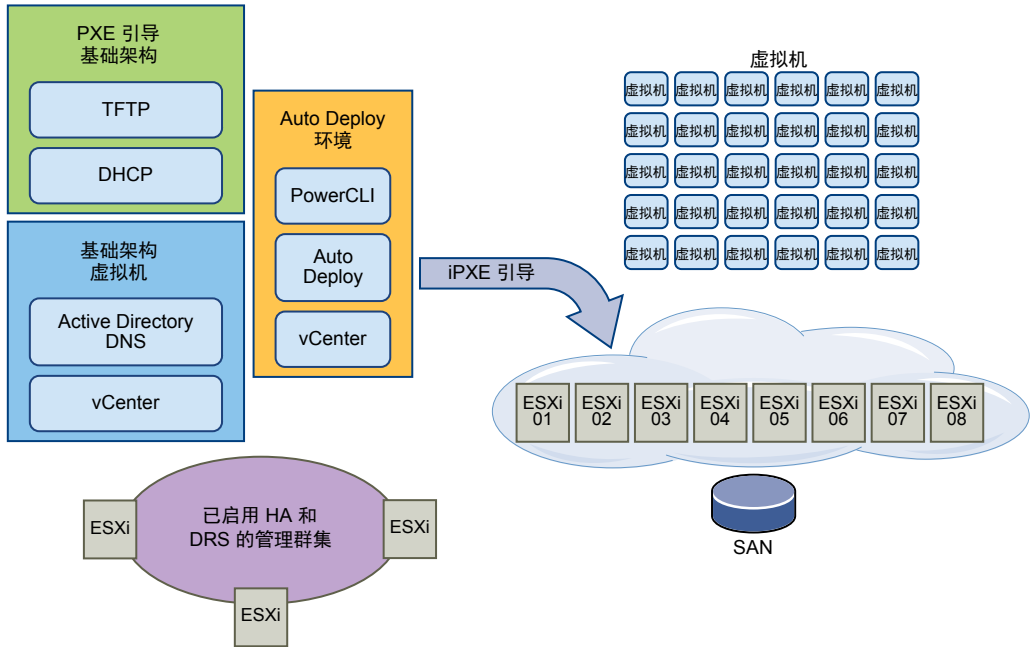 PXE 引导
基础架构
TFTP
DHCP
基础架构
虚拟机
Active Directory
DNS
vCenter
Auto Deploy
环境
PowerCLI
Auto
Deploy
vCenter
iPXE 引导
虚拟机
虚拟机 虚拟机 虚拟机 虚拟机 虚拟机 虚拟机
虚拟机 虚拟机 虚拟机 虚拟机 虚拟机 虚拟机
虚拟机 虚拟机 虚拟机 虚拟机 虚拟机 虚拟机
虚拟机 虚拟机 虚拟机 虚拟机 虚拟机 虚拟机
虚拟机 虚拟机 虚拟机 虚拟机 虚拟机 虚拟机
ESXi
01
ESXi
02
ESXi
03
ESXi
04
ESXi
05
ESXi
06
ESXi
07
ESXi
08
SAN
已启用 HA 和
DRS 的管理群集
ESXi
ESXi
ESXi